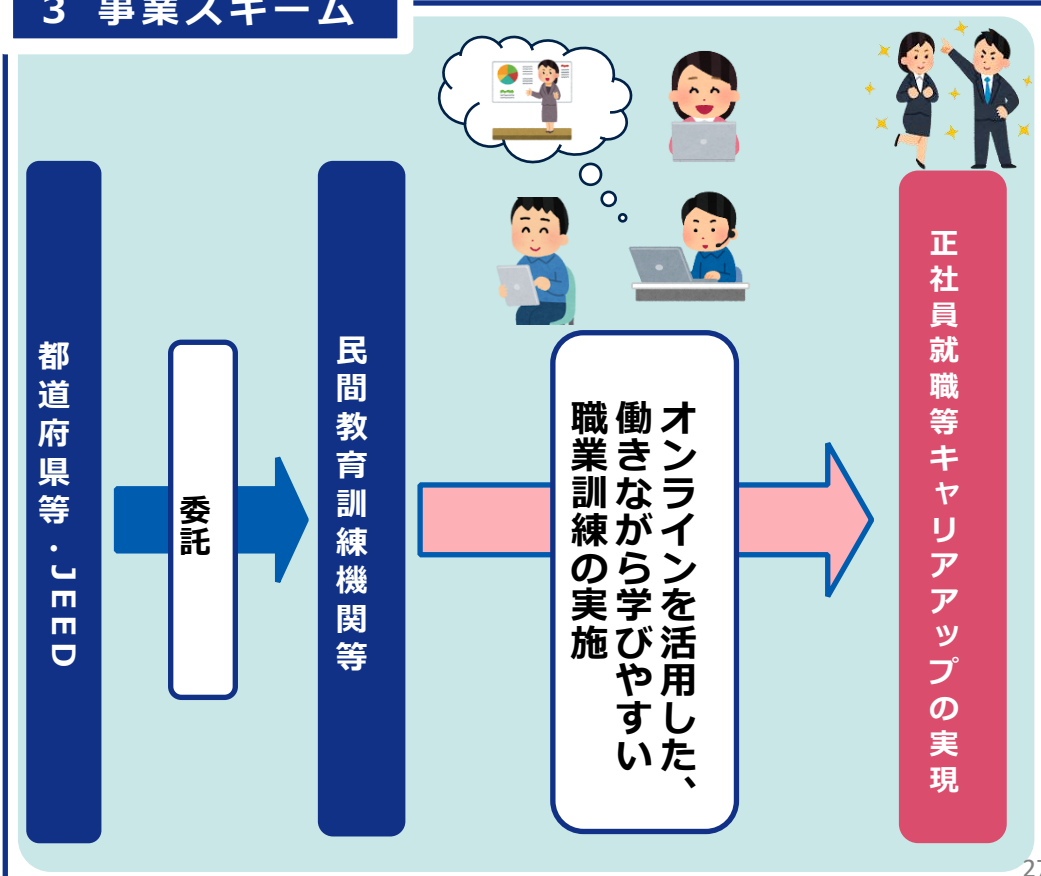 3 事業スキーム
都道府県等．JEED
委託
民間教育訓練機関等
オンラインを活用した、
働きながら学びやすい
職業訓練の実施
正社員就職等キャリアアップの実現
27